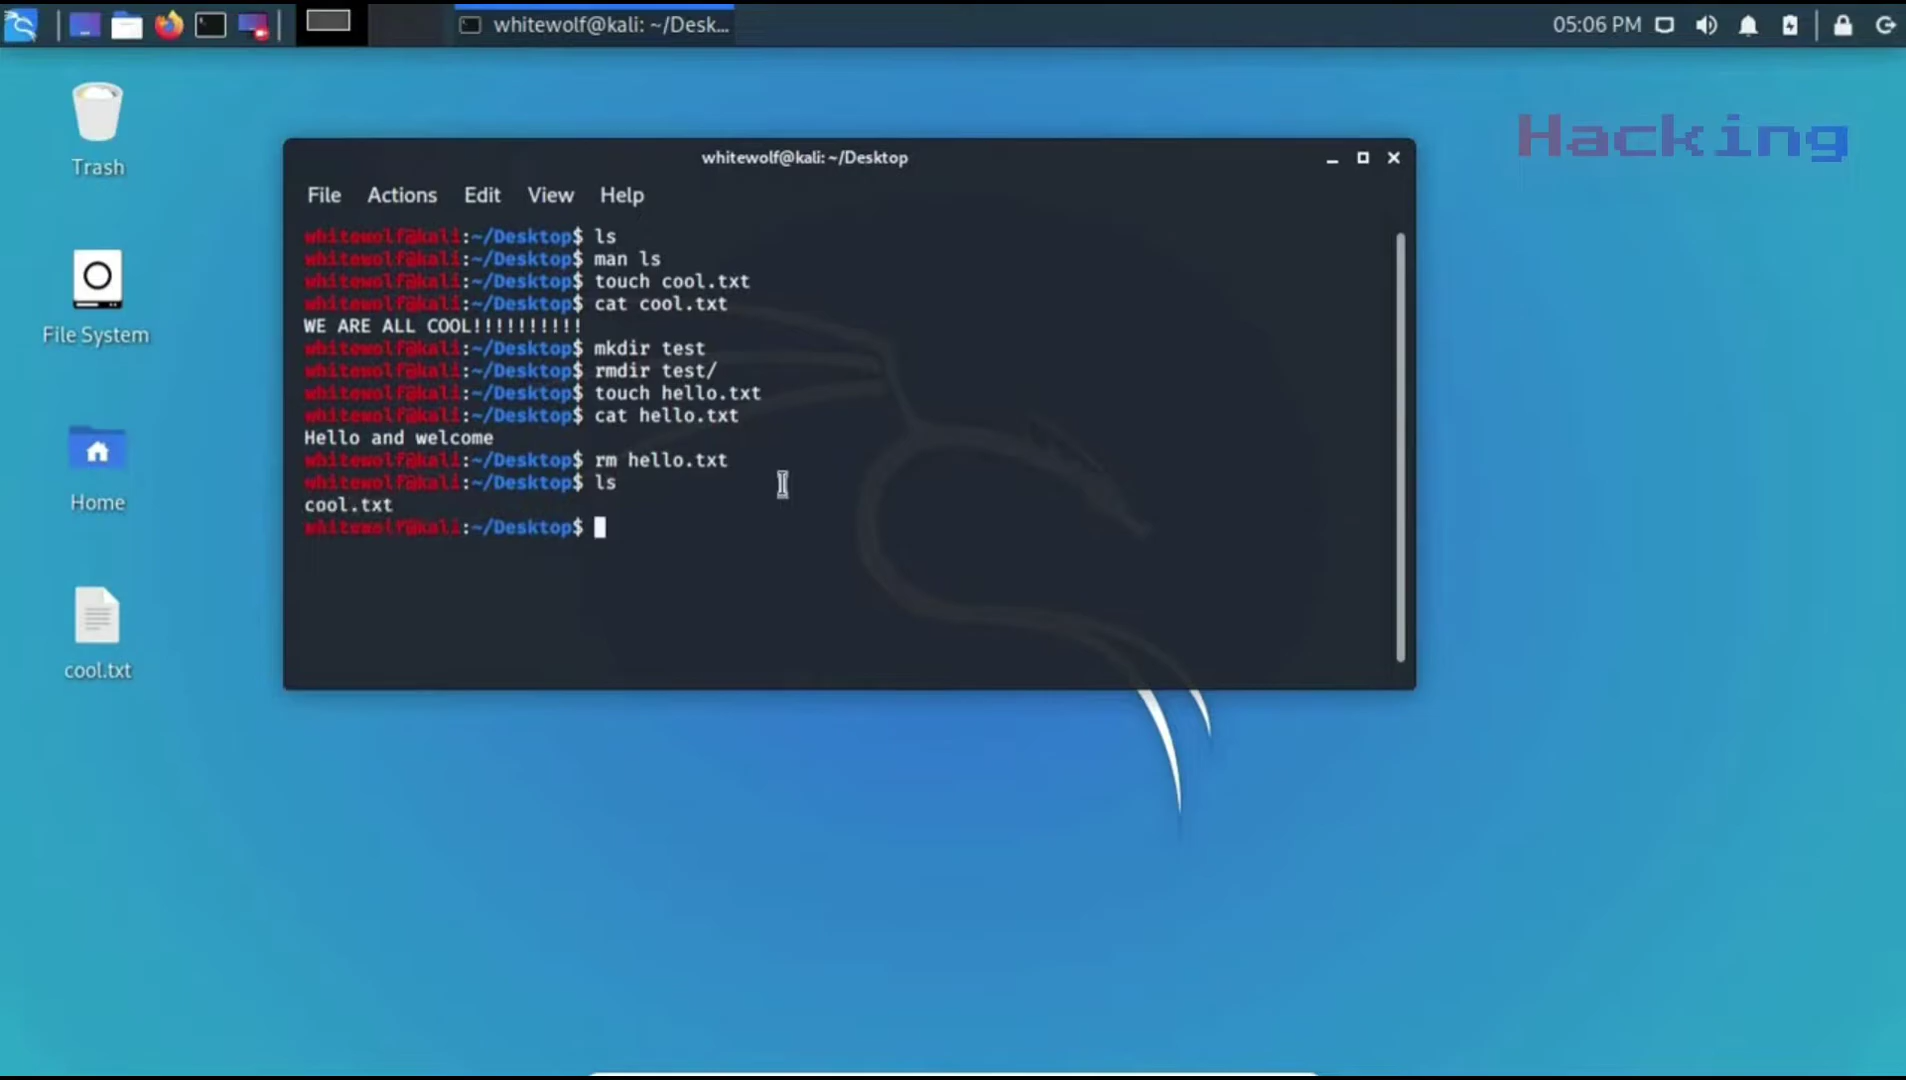 whitewolf@kali: ~/Desk...
05:06 PM
Trash
File System
Home
cool.txt
Hacking
whitewolf@kali: ~/Desktop
File Actions Edit View Help
whitewolf@kali:~/Desktop$ ls
whitewolf@kali:~/Desktop$ man ls
whitewolf@kali:~/Desktop$ touch cool.txt
whitewolf@kali:~/Desktop$ cat cool.txt
WE ARE ALL COOL!!!!!!!!!!
whitewolf@kali:~/Desktop$ mkdir test
whitewolf@kali:~/Desktop$ rmdir test/
whitewolf@kali:~/Desktop$ touch hello.txt
whitewolf@kali:~/Desktop$ cat hello.txt
Hello and welcome
whitewolf@kali:~/Desktop$ rm hello.txt
whitewolf@kali:~/Desktop$ ls
cool.txt
whitewolf@kali:~/Desktop$